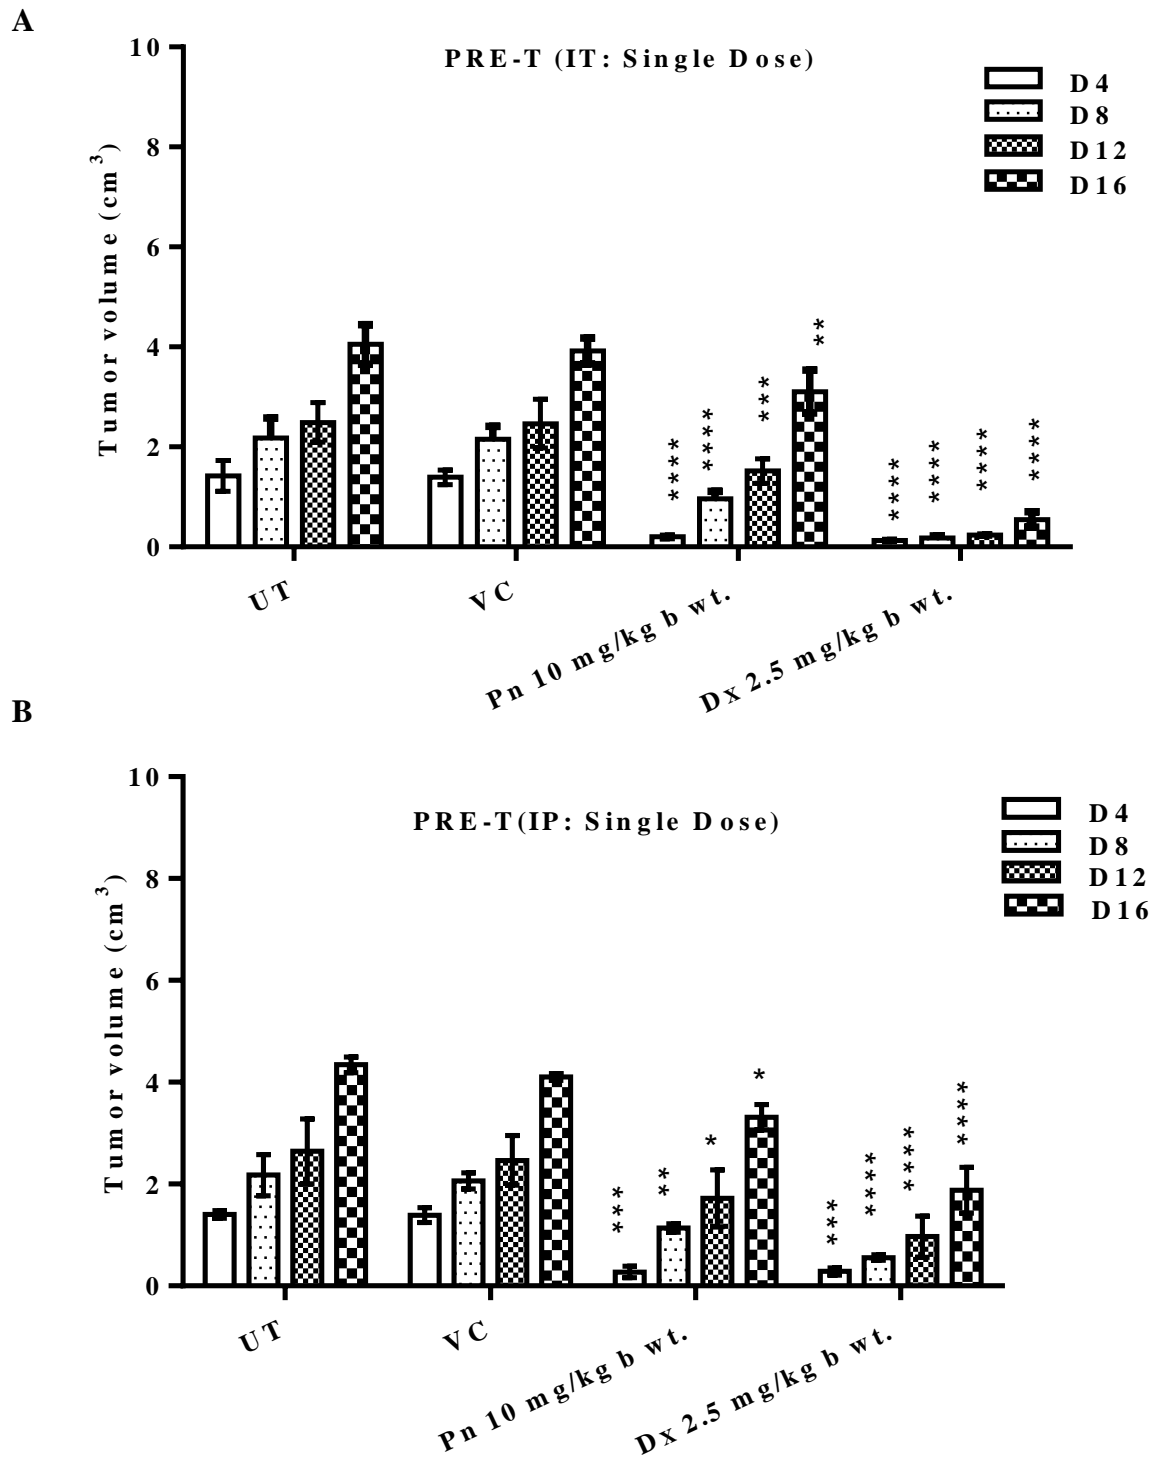 A
PRE-T (IT: Single Dose)
10
8
6
4
2
0
Tumor volume (cm³)
D4
D8
D12
D16
****
****
***
**
****
****
****
****
UT
VC
Pn 10 mg/kg b wt.
Dx 2.5 mg/kg b wt.
B
PRE-T(IP: Single Dose)
10
8
6
4
2
0
Tumor volume (cm³)
D4
D8
D12
D16
***
**
*
*
***
****
****
****
UT
VC
Pn 10 mg/kg b wt.
Dx 2.5 mg/kg b wt.